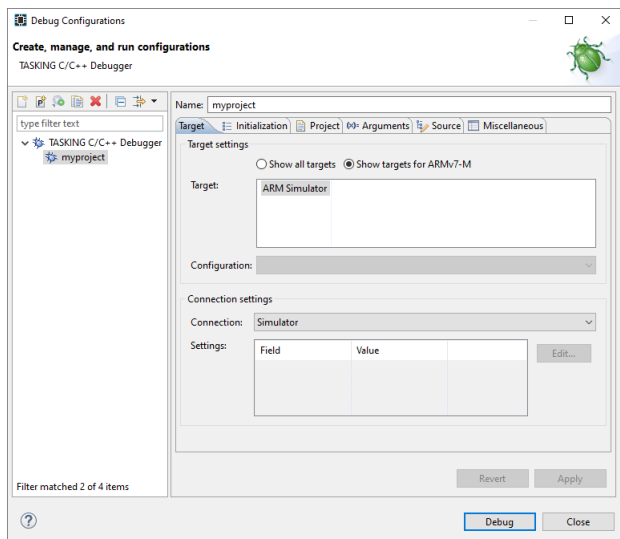 Debug Configurations
Create, manage, and run configurations
TASKING C/C++ Debugger
type filter text
TASKING C/C++ Debugger
myproject
Filter matched 2 of 4 items
Name: myproject
Target Initialization Project (x)= Arguments Source Miscellaneous
Target settings
Show all targets Show targets for ARMv7-M
Target: ARM Simulator
Configuration:
Connection settings
Connection: Simulator
Settings: Field Value Edit...
Revert Apply
? Debug Close